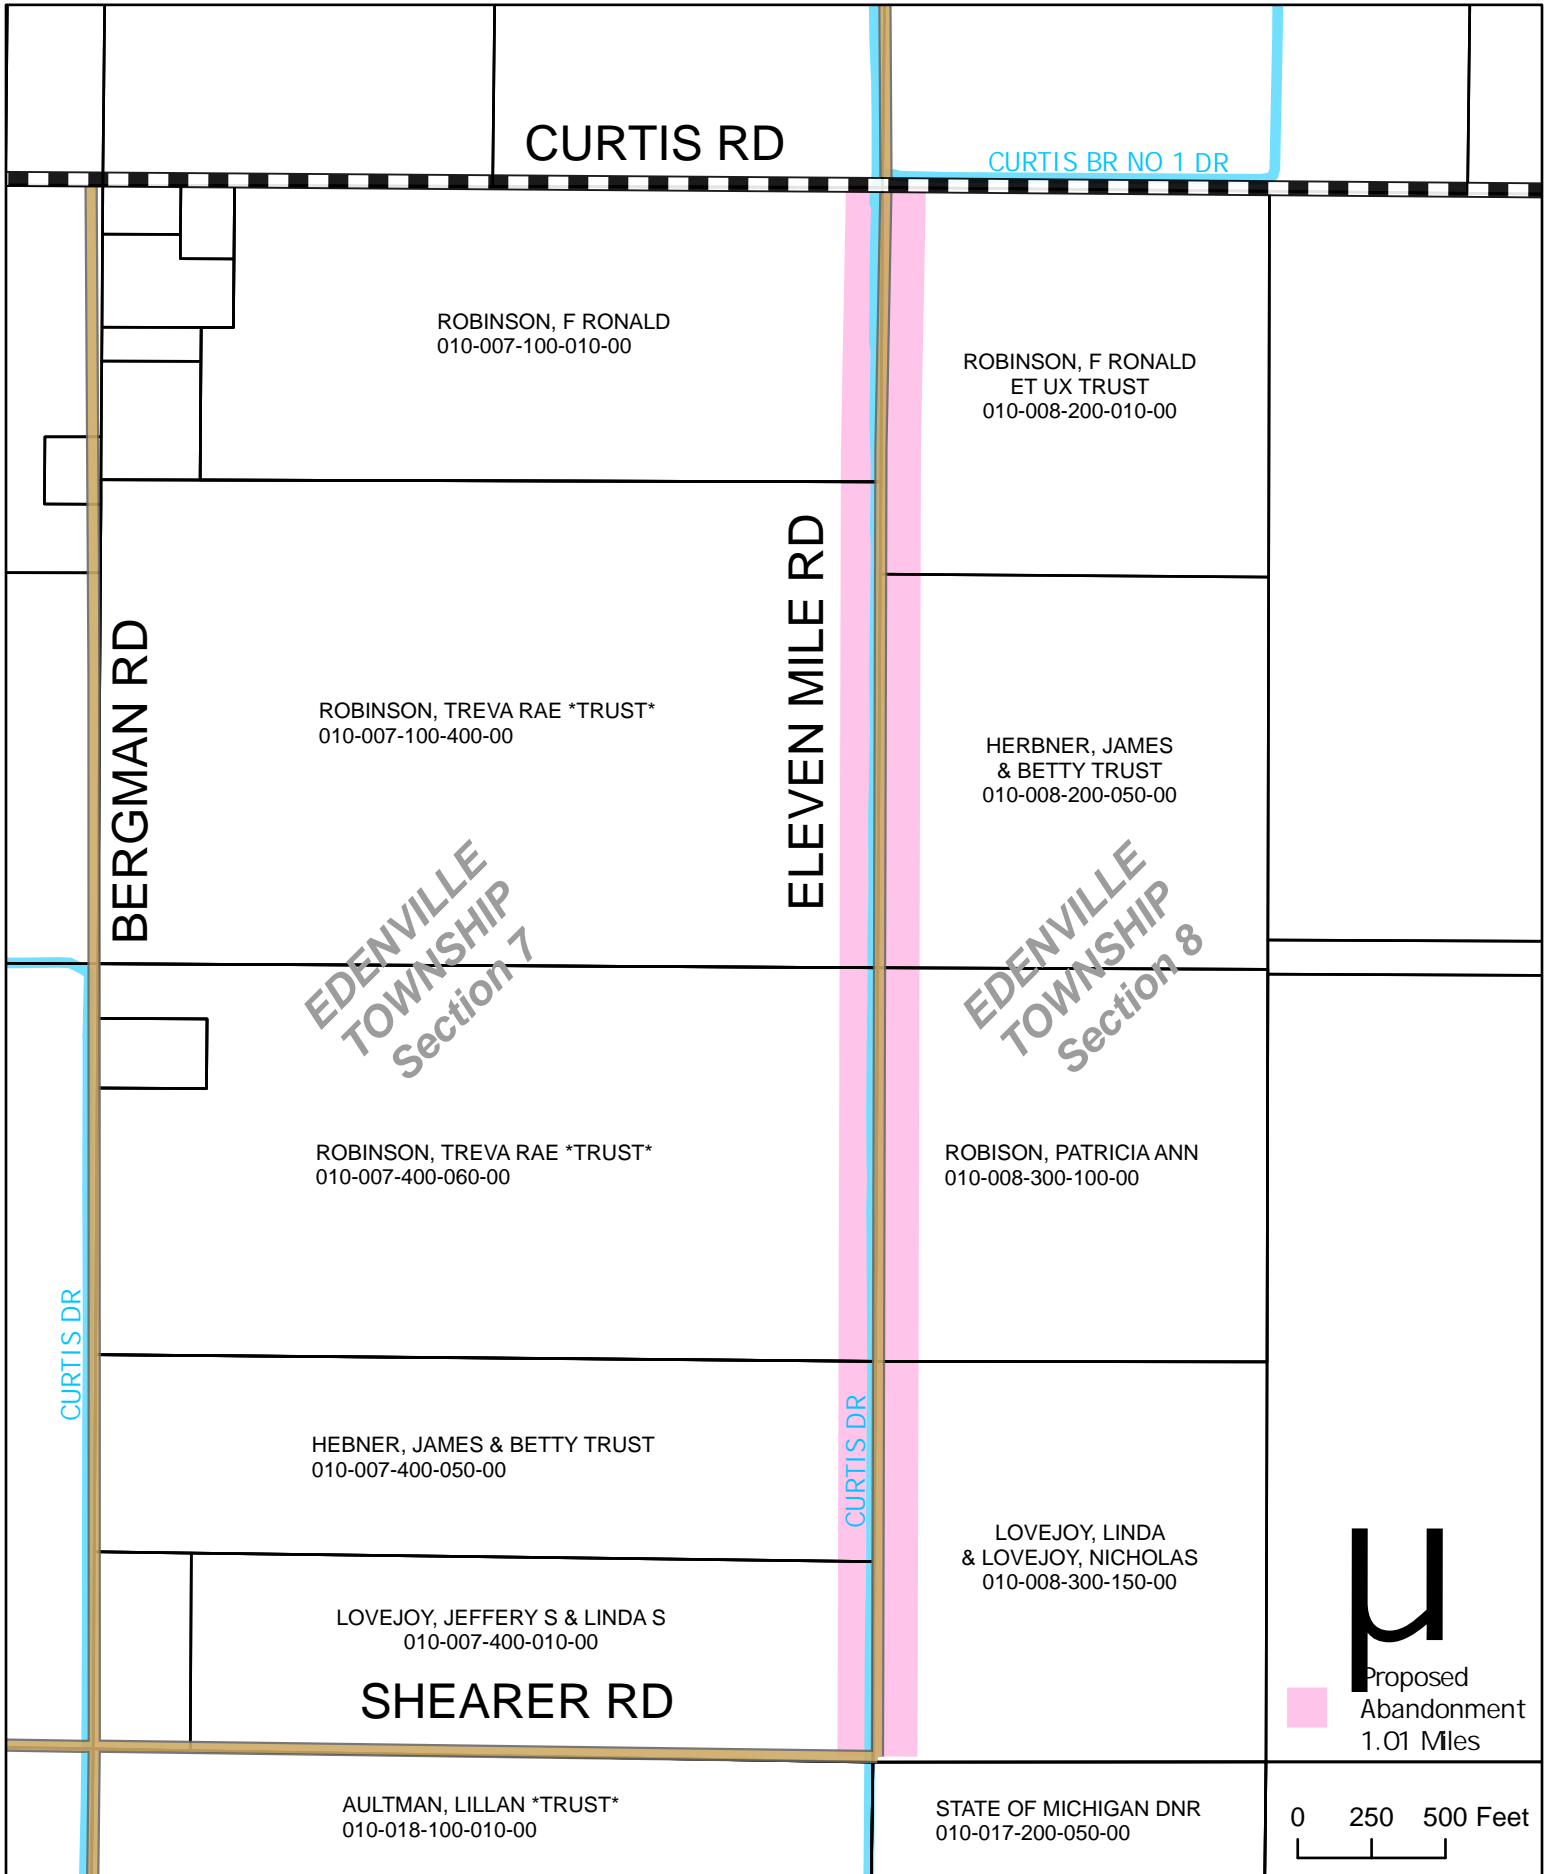 CURTIS RD
CURTIS BR NO 1 DR
ROBINSON, F RONALD
010-007-100-010-00
ROBINSON, F RONALD
ET UX TRUST
010-008-200-010-00
BERGMAN RD
ELEVEN MILE RD
ROBINSON, TREVA RAE *TRUST*
010-007-100-400-00
HERBNER, JAMES
& BETTY TRUST
010-008-200-050-00
EDENVILLE
TOWNSHIP
Section 7
EDENVILLE
TOWNSHIP
Section 8
ROBINSON, TREVA RAE *TRUST*
010-007-400-060-00
ROBISON, PATRICIA ANN
010-008-300-100-00
CURTIS DR
CURTIS DR
HEBNER, JAMES & BETTY TRUST
010-007-400-050-00
LOVEJOY, LINDA
& LOVEJOY, NICHOLAS
010-008-300-150-00
LOVEJOY, JEFFERY S & LINDA S
010-007-400-010-00
SHEARER RD
µ
Proposed
Abandonment
1.01 Miles
AULTMAN, LILLAN *TRUST*
010-018-100-010-00
STATE OF MICHIGAN DNR
010-017-200-050-00
0 250 500 Feet